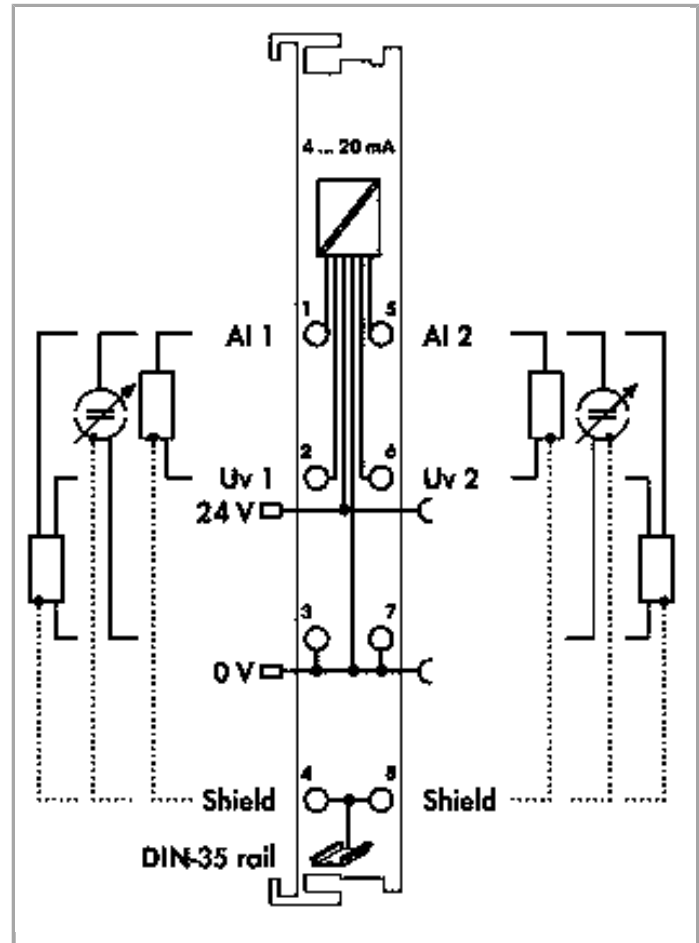 4 ... 20 mA
1 5
AI 1 AI 2
2 6
Uv 1 Uv 2
24 V
3 7
0 V
4 8
Shield Shield
DIN-35 rail